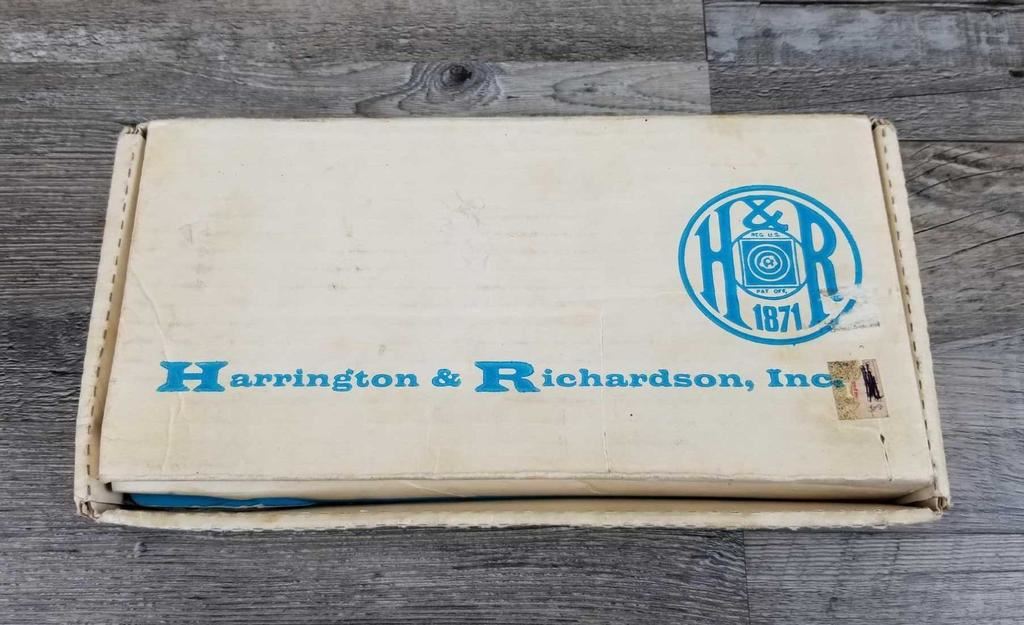 H&R
REG. U.S.
PAT. OFF.
1871
Harrington & Richardson, Inc.